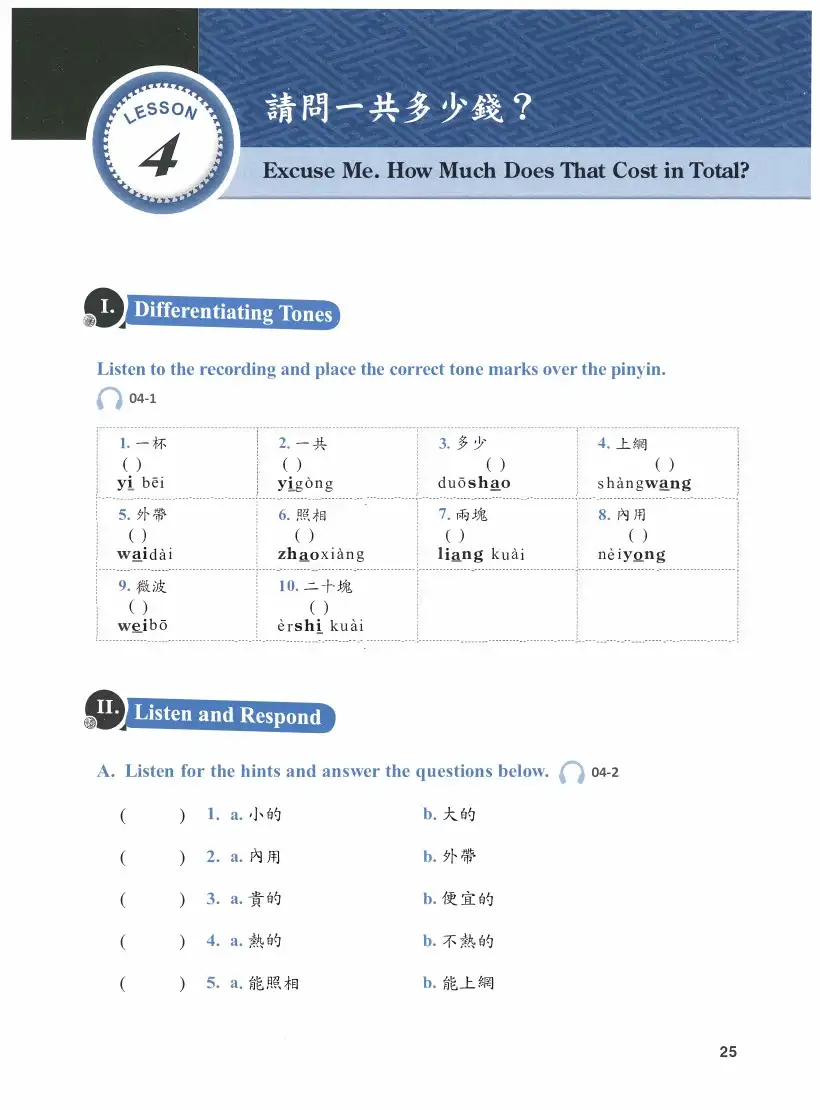 LESSON
4
請問一共多少錢？
Excuse Me. How Much Does That Cost in Total?
I. Differentiating Tones
Listen to the recording and place the correct tone marks over the pinyin.
04-1
1. 一杯 2. 一共 3. 多少 4. 上網
( ) ( ) ( ) ( )
yi bēi yigòng duōshao shàngwang
5. 外帶 6. 照相 7. 兩塊 8. 內用
( ) ( ) ( ) ( )
waidài zhaoxiàng liang kuài nèiyong
9. 微波 10. 二十塊
( ) ( )
weibō èrshi kuài
II. Listen and Respond
A. Listen for the hints and answer the questions below. 04-2
( ) 1. a. 小的 b. 大的
( ) 2. a. 內用 b. 外帶
( ) 3. a. 貴的 b. 便宜的
( ) 4. a. 熱的 b. 不熱的
( ) 5. a. 能照相 b. 能上網
25